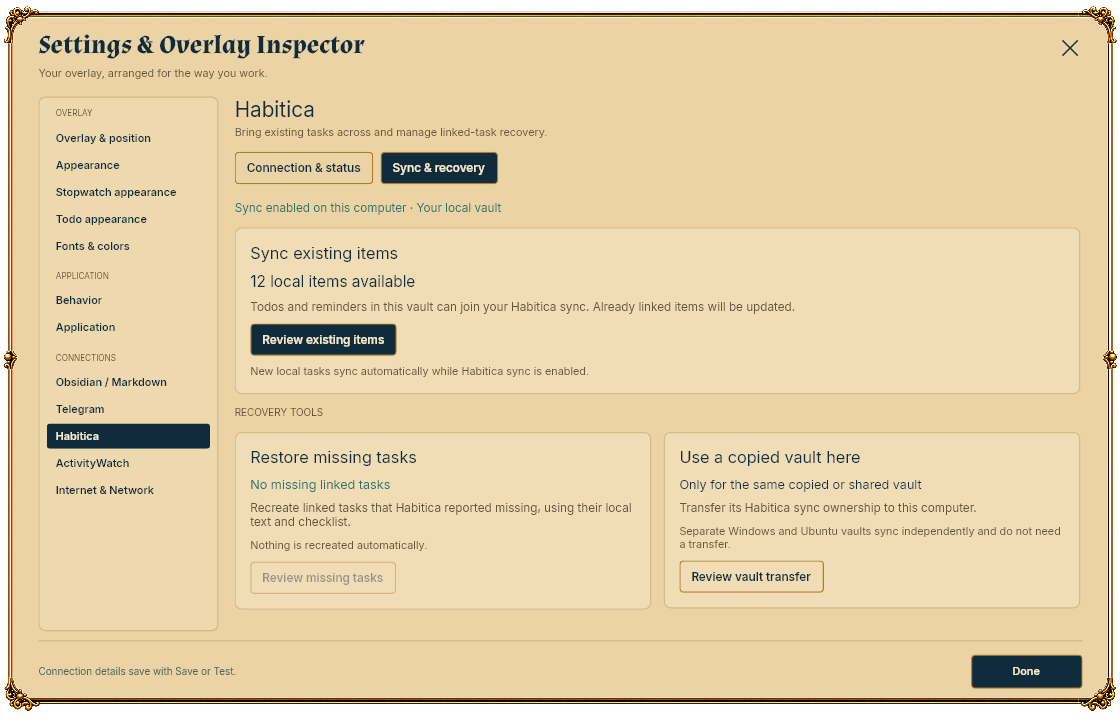 Settings & Overlay Inspector
Your overlay, arranged for the way you work.
OVERLAY
Overlay & position
Appearance
Stopwatch appearance
Todo appearance
Fonts & colors
APPLICATION
Behavior
Application
CONNECTIONS
Obsidian / Markdown
Telegram
Habitica
ActivityWatch
Internet & Network
Habitica
Bring existing tasks across and manage linked-task recovery.
Connection & status
Sync & recovery
Sync enabled on this computer · Your local vault
Sync existing items
12 local items available
Todos and reminders in this vault can join your Habitica sync. Already linked items will be updated.
Review existing items
New local tasks sync automatically while Habitica sync is enabled.
RECOVERY TOOLS
Restore missing tasks
No missing linked tasks
Recreate linked tasks that Habitica reported missing, using their local
text and checklist.
Nothing is recreated automatically.
Review missing tasks
Use a copied vault here
Only for the same copied or shared vault
Transfer its Habitica sync ownership to this computer.
Separate Windows and Ubuntu vaults sync independently and do not need
a transfer.
Review vault transfer
Connection details save with Save or Test.
Done